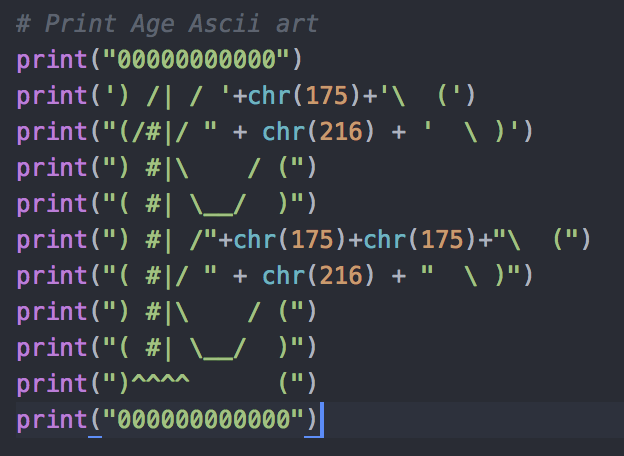 # Print Age Ascii art
print("00000000000")
print(') /| / '+chr(175)+'\  (')
print("(/#|/ " + chr(216) + '  \ )')
print(") #|\    / (")
print("( #| \__/  )")
print(") #| /"+chr(175)+chr(175)+"\  (")
print("( #|/ " + chr(216) + "  \ )")
print(") #|\    / (")
print("( #| \__/  )")
print(")^^^^      (")
print("000000000000")